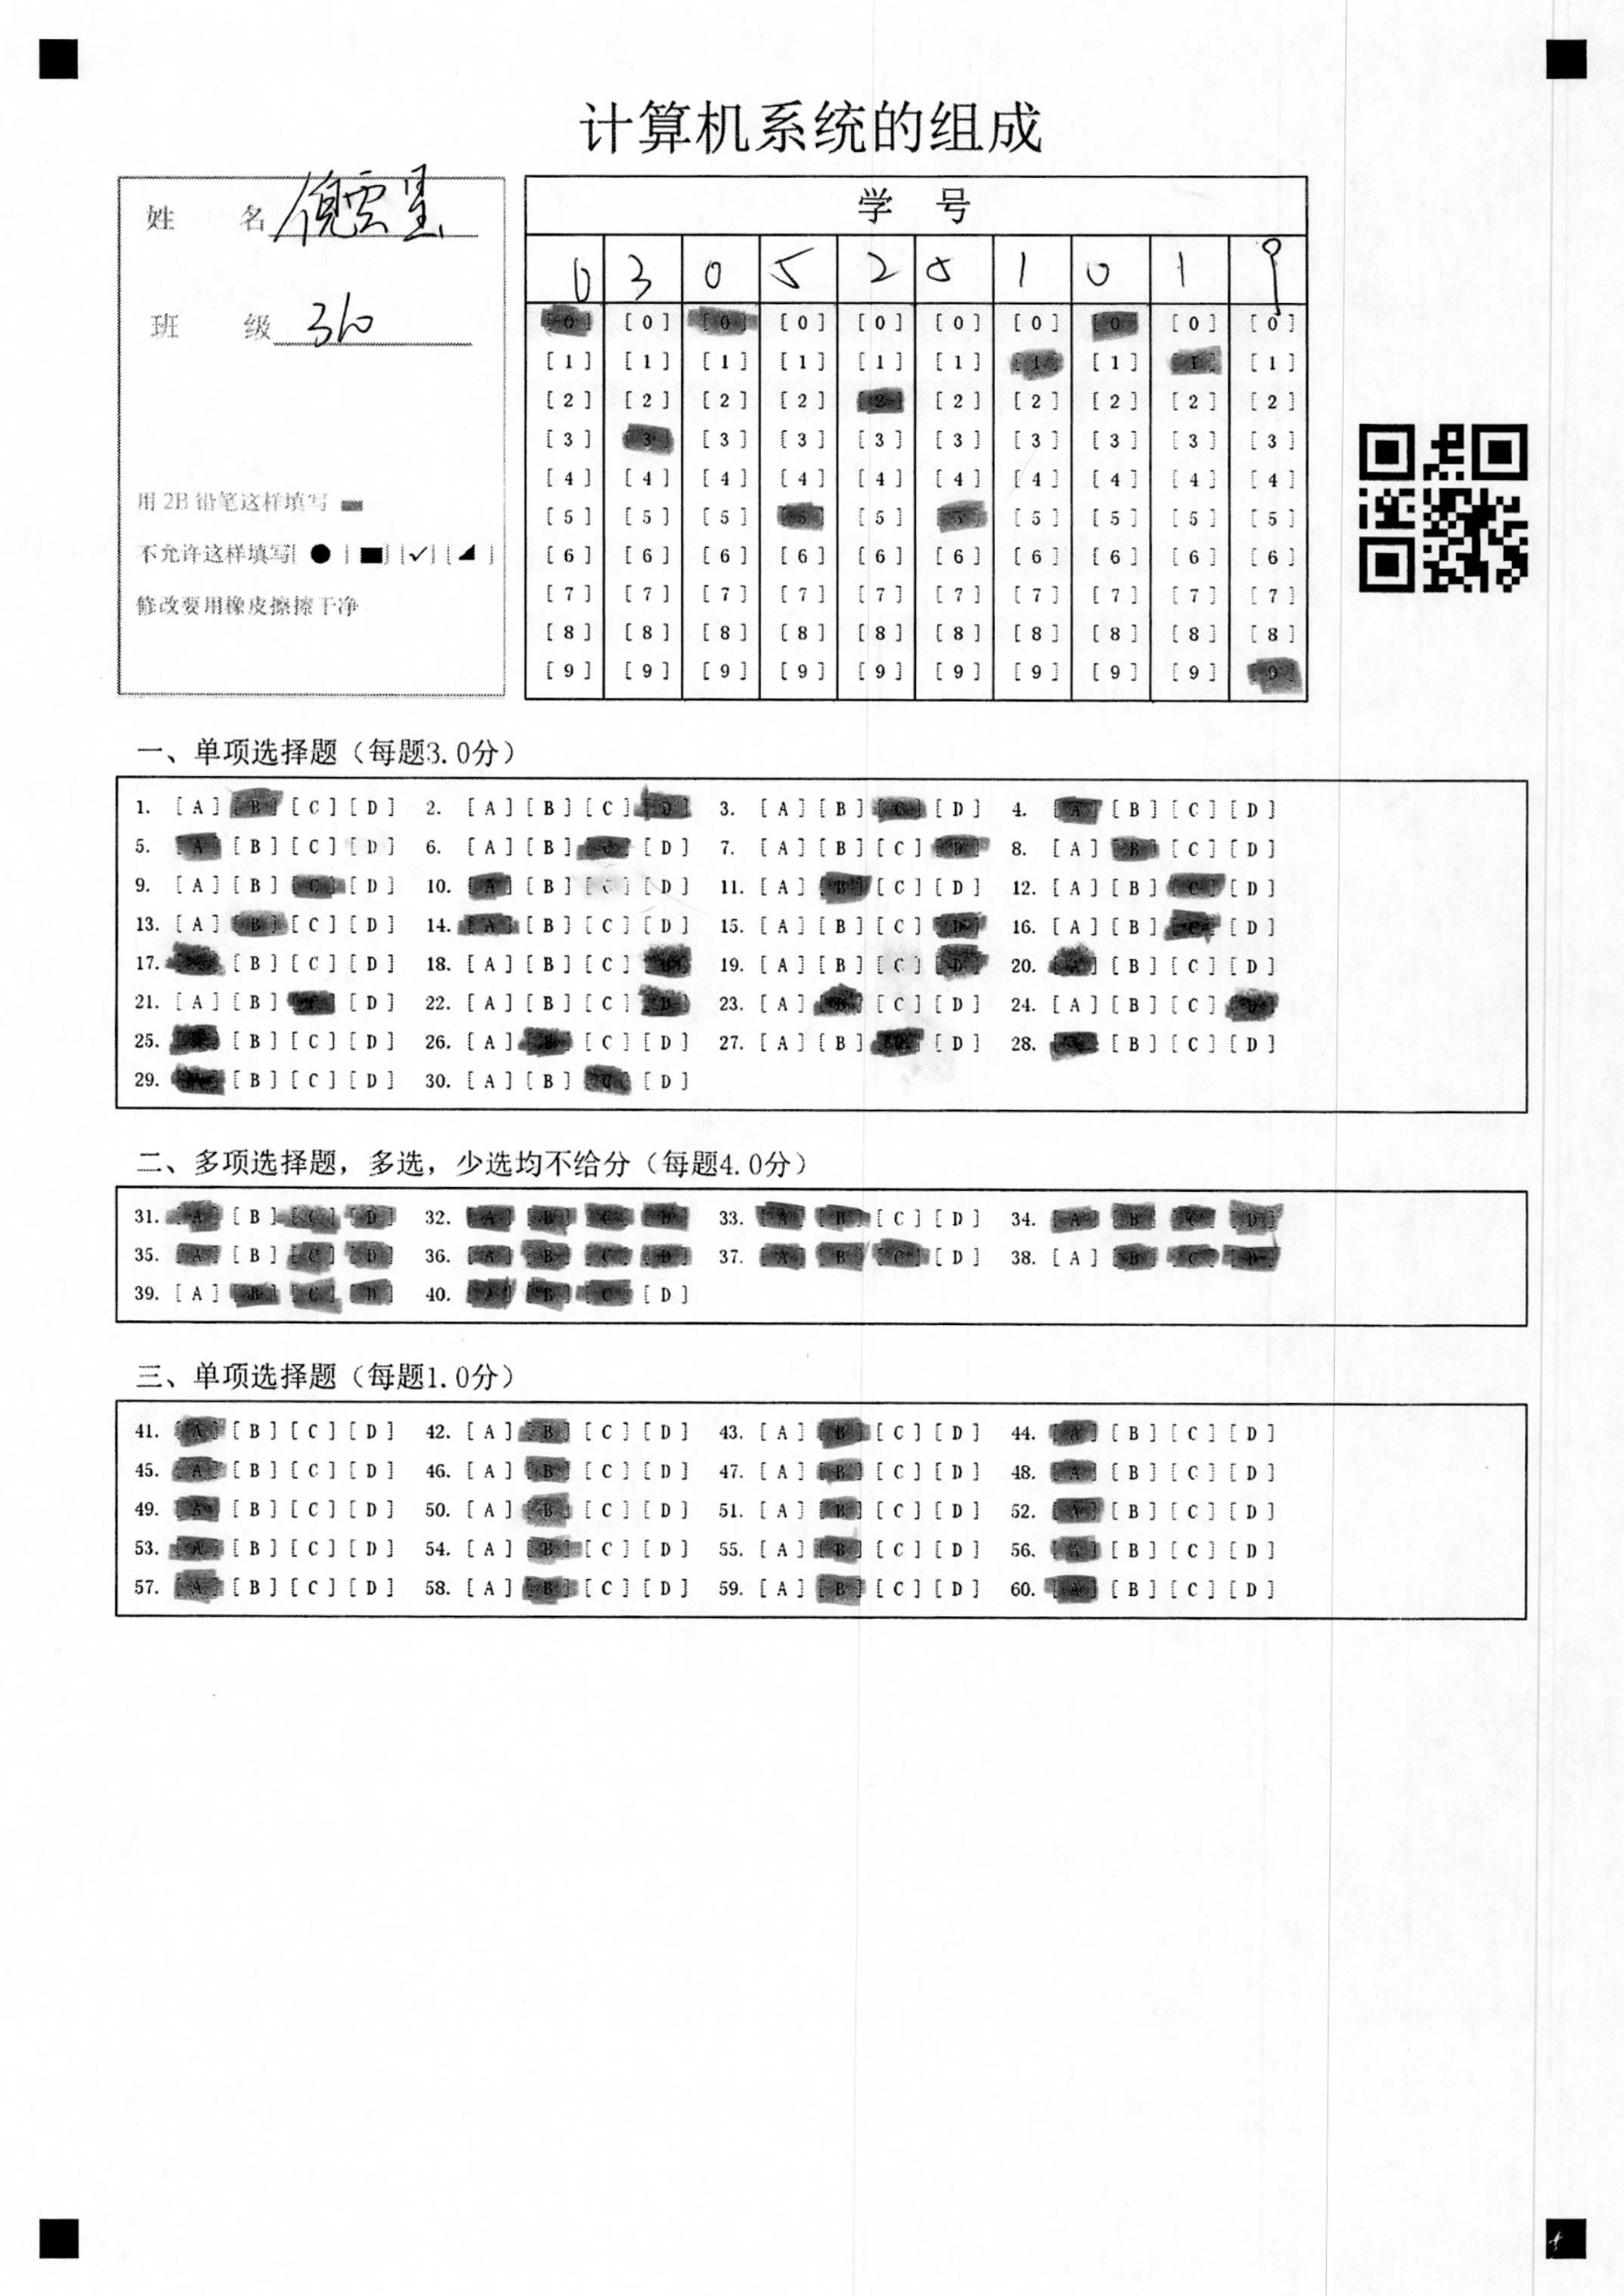 计算机系统的组成
姓 名 倪雲星
班 级 310
用 2B 铅笔这样填写
不允许这样填写[ ● ] [■] [✓] [◢ ]
修改要用橡皮擦擦干净
学 号
0 3 0 5 2 5 1 0 1 9
[0] [0] [0] [0] [0] [0] [0] [0] [0] [0]
[1] [1] [1] [1] [1] [1] [1] [1] [1] [1]
[2] [2] [2] [2] [2] [2] [2] [2] [2] [2]
[3] [3] [3] [3] [3] [3] [3] [3] [3] [3]
[4] [4] [4] [4] [4] [4] [4] [4] [4] [4]
[5] [5] [5] [5] [5] [5] [5] [5] [5] [5]
[6] [6] [6] [6] [6] [6] [6] [6] [6] [6]
[7] [7] [7] [7] [7] [7] [7] [7] [7] [7]
[8] [8] [8] [8] [8] [8] [8] [8] [8] [8]
[9] [9] [9] [9] [9] [9] [9] [9] [9] [9]
一、单项选择题（每题3.0分）
1. [A] [B] [C] [D] 2. [A] [B] [C] [D] 3. [A] [B] [C] [D] 4. [A] [B] [C] [D]
5. [A] [B] [C] [D] 6. [A] [B] [C] [D] 7. [A] [B] [C] [D] 8. [A] [B] [C] [D]
9. [A] [B] [C] [D] 10. [A] [B] [C] [D] 11. [A] [B] [C] [D] 12. [A] [B] [C] [D]
13. [A] [B] [C] [D] 14. [A] [B] [C] [D] 15. [A] [B] [C] [D] 16. [A] [B] [C] [D]
17. [A] [B] [C] [D] 18. [A] [B] [C] [D] 19. [A] [B] [C] [D] 20. [A] [B] [C] [D]
21. [A] [B] [C] [D] 22. [A] [B] [C] [D] 23. [A] [B] [C] [D] 24. [A] [B] [C] [D]
25. [A] [B] [C] [D] 26. [A] [B] [C] [D] 27. [A] [B] [C] [D] 28. [A] [B] [C] [D]
29. [A] [B] [C] [D] 30. [A] [B] [C] [D]
二、多项选择题，多选，少选均不给分（每题4.0分）
31. [A] [B] [C] [D] 32. [A] [B] [C] [D] 33. [A] [B] [C] [D] 34. [A] [B] [C] [D]
35. [A] [B] [C] [D] 36. [A] [B] [C] [D] 37. [A] [B] [C] [D] 38. [A] [B] [C] [D]
39. [A] [B] [C] [D] 40. [A] [B] [C] [D]
三、单项选择题（每题1.0分）
41. [A] [B] [C] [D] 42. [A] [B] [C] [D] 43. [A] [B] [C] [D] 44. [A] [B] [C] [D]
45. [A] [B] [C] [D] 46. [A] [B] [C] [D] 47. [A] [B] [C] [D] 48. [A] [B] [C] [D]
49. [A] [B] [C] [D] 50. [A] [B] [C] [D] 51. [A] [B] [C] [D] 52. [A] [B] [C] [D]
53. [A] [B] [C] [D] 54. [A] [B] [C] [D] 55. [A] [B] [C] [D] 56. [A] [B] [C] [D]
57. [A] [B] [C] [D] 58. [A] [B] [C] [D] 59. [A] [B] [C] [D] 60. [A] [B] [C] [D]